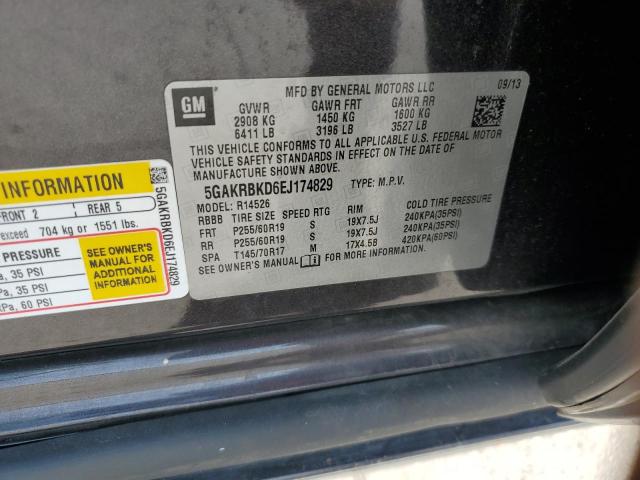 GM
MFD BY GENERAL MOTORS LLC 09/13
GVWR GAWR FRT GAWR RR
2908 KG 1450 KG 1600 KG
6411 LB 3196 LB 3527 LB
THIS VEHICLE CONFORMS TO ALL APPLICABLE U.S. FEDERAL MOTOR
VEHICLE SAFETY STANDARDS IN EFFECT ON THE DATE OF
MANUFACTURE SHOWN ABOVE.
5GAKRBKD6EJ174829 TYPE: M.P.V.
MODEL: R14526
RBBB TIRE SIZE SPEED RTG RIM COLD TIRE PRESSURE
FRT P255/60R19 S 19X7.5J 240KPA(35PSI)
RR P255/60R19 S 19X7.5J 240KPA(35PSI)
SPA T145/70R17 M 17X4.5B 420KPA(60PSI)
SEE OWNER'S MANUAL FOR MORE INFORMATION
INFORMATION
FRONT 2 REAR 5
exceed 704 kg or 1551 lbs.
PRESSURE
, 35 PSI
Pa, 35 PSI
kPa, 60 PSI
SEE OWNER'S
MANUAL FOR
ADDITIONAL
INFORMATION
5GAKRBKD6EJ174829